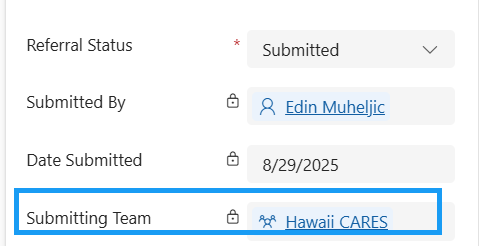 Referral Status * Submitted
Submitted By Edin Muheljic
Date Submitted 8/29/2025
Submitting Team Hawaii CARES